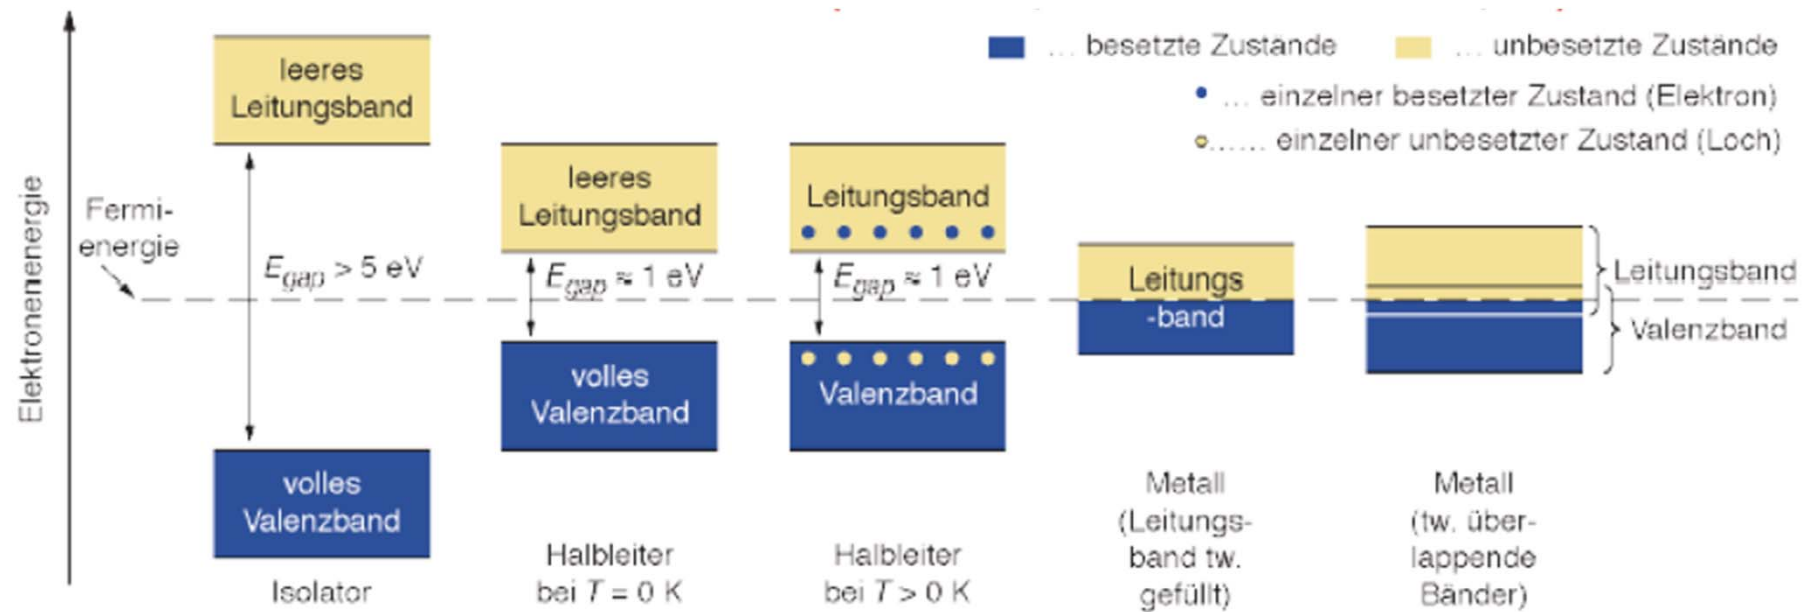 ... besetzte Zustände
... unbesetzte Zustände
... einzelner besetzter Zustand (Elektron)
...... einzelner unbesetzter Zustand (Loch)
Elektronenenergie
Fermi-
energie
leeres
Leitungsband
E_gap > 5 eV
volles
Valenzband
Isolator
leeres
Leitungsband
E_gap ≈ 1 eV
volles
Valenzband
Halbleiter
bei T = 0 K
Leitungsband
E_gap ≈ 1 eV
Valenzband
Halbleiter
bei T > 0 K
Leitungs
-band
Metall
(Leitungs-
band tw.
gefüllt)
Leitungsband
Valenzband
Metall
(tw. über-
lappende
Bänder)